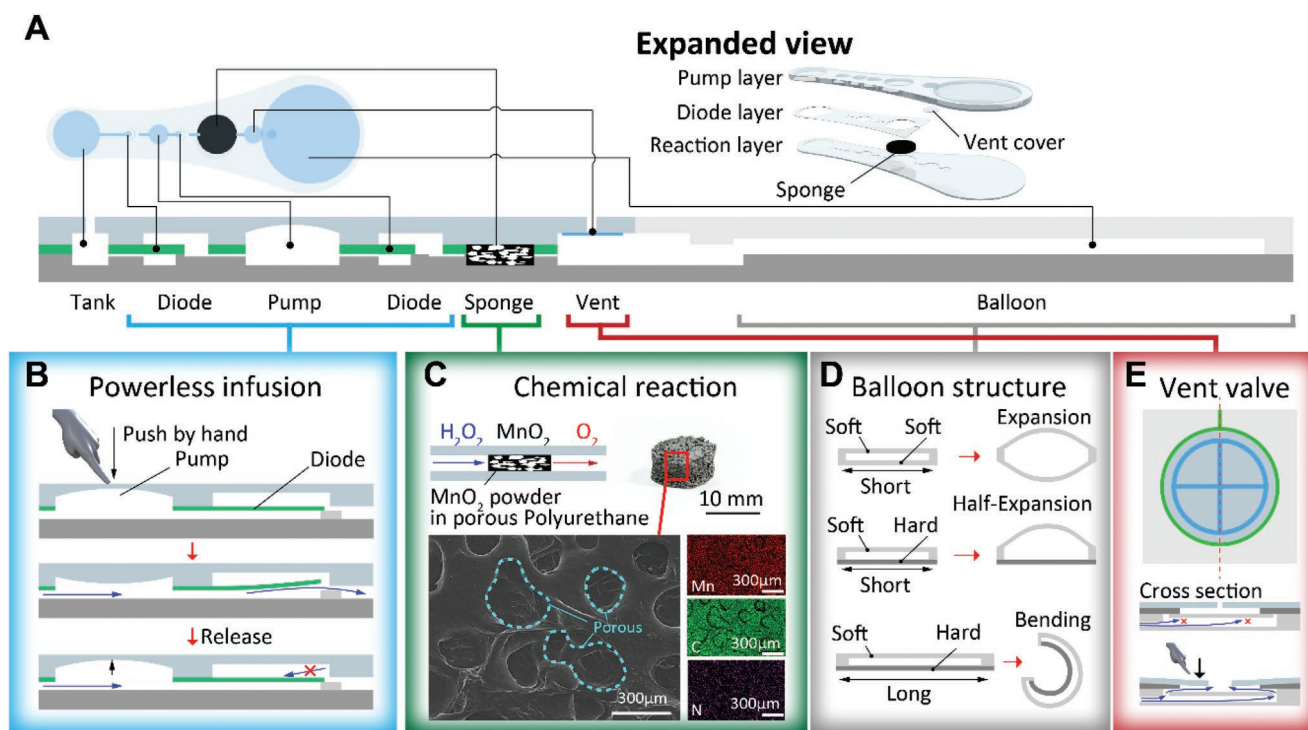 A
Expanded view
Pump layer
Diode layer
Reaction layer
Vent cover
Sponge
Tank
Diode
Pump
Diode
Sponge
Vent
Balloon
B
Powerless infusion
Push by hand
Pump
Diode
Release
C
Chemical reaction
H₂O₂
MnO₂
O₂
MnO₂ powder
in porous Polyurethane
10 mm
Porous
300μm
Mn
300μm
C
300μm
N
300μm
D
Balloon structure
Soft
Soft
Short
Expansion
Half-Expansion
Soft
Hard
Short
Bending
Soft
Hard
Long
E
Vent valve
Cross section